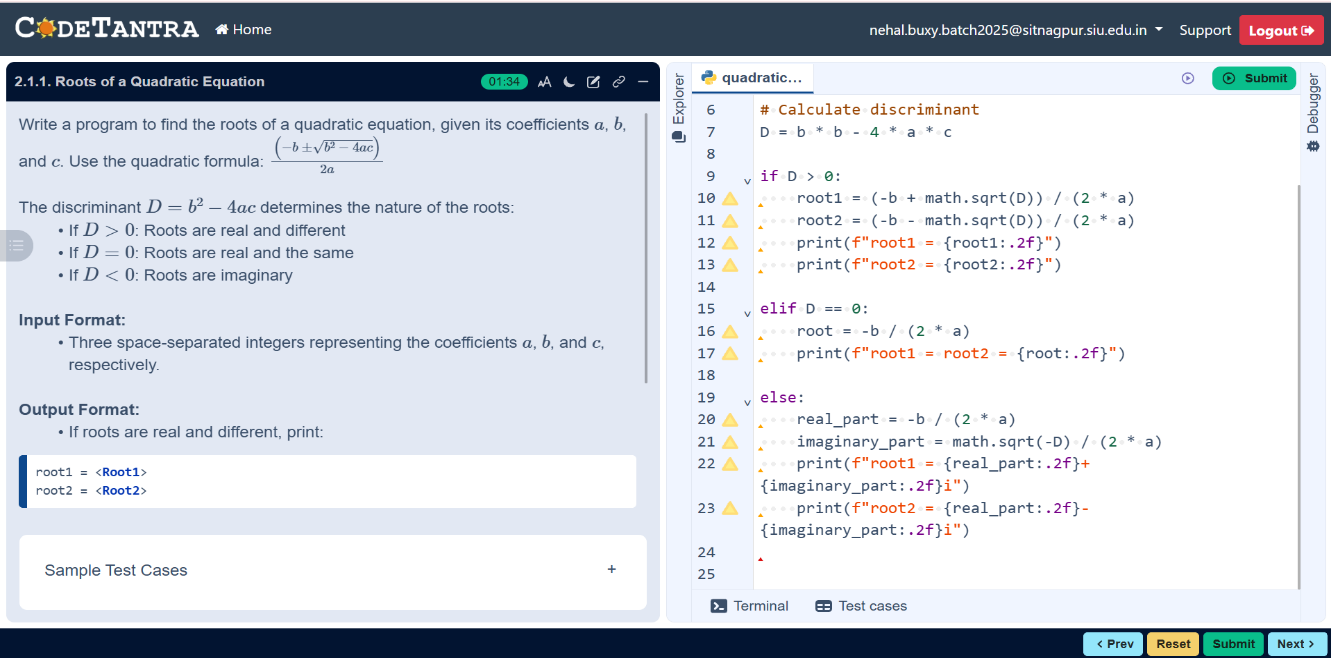 CODETANTRA
Home
nehal.buxy.batch2025@sitnagpur.siu.edu.in
Support
Logout
2.1.1. Roots of a Quadratic Equation
01:34
Write a program to find the roots of a quadratic equation, given its coefficients a, b,
and c. Use the quadratic formula: (−b ± √b² − 4ac) / 2a
The discriminant D = b² − 4ac determines the nature of the roots:
• If D > 0: Roots are real and different
• If D = 0: Roots are real and the same
• If D < 0: Roots are imaginary
Input Format:
• Three space-separated integers representing the coefficients a, b, and c,
respectively.
Output Format:
• If roots are real and different, print:
root1 = <Root1>
root2 = <Root2>
Sample Test Cases
+
Explorer
quadratic...
Submit
Debugger
6 # Calculate discriminant
7 D = b * b - 4 * a * c
8
9 if D > 0:
10     root1 = (-b + math.sqrt(D)) / (2 * a)
11     root2 = (-b - math.sqrt(D)) / (2 * a)
12     print(f"root1 = {root1:.2f}")
13     print(f"root2 = {root2:.2f}")
14
15 elif D == 0:
16     root = -b / (2 * a)
17     print(f"root1 = root2 = {root:.2f}")
18
19 else:
20     real_part = -b / (2 * a)
21     imaginary_part = math.sqrt(-D) / (2 * a)
22     print(f"root1 = {real_part:.2f}+
{imaginary_part:.2f}i")
23     print(f"root2 = {real_part:.2f}-
{imaginary_part:.2f}i")
24
25
Terminal
Test cases
< Prev
Reset
Submit
Next >